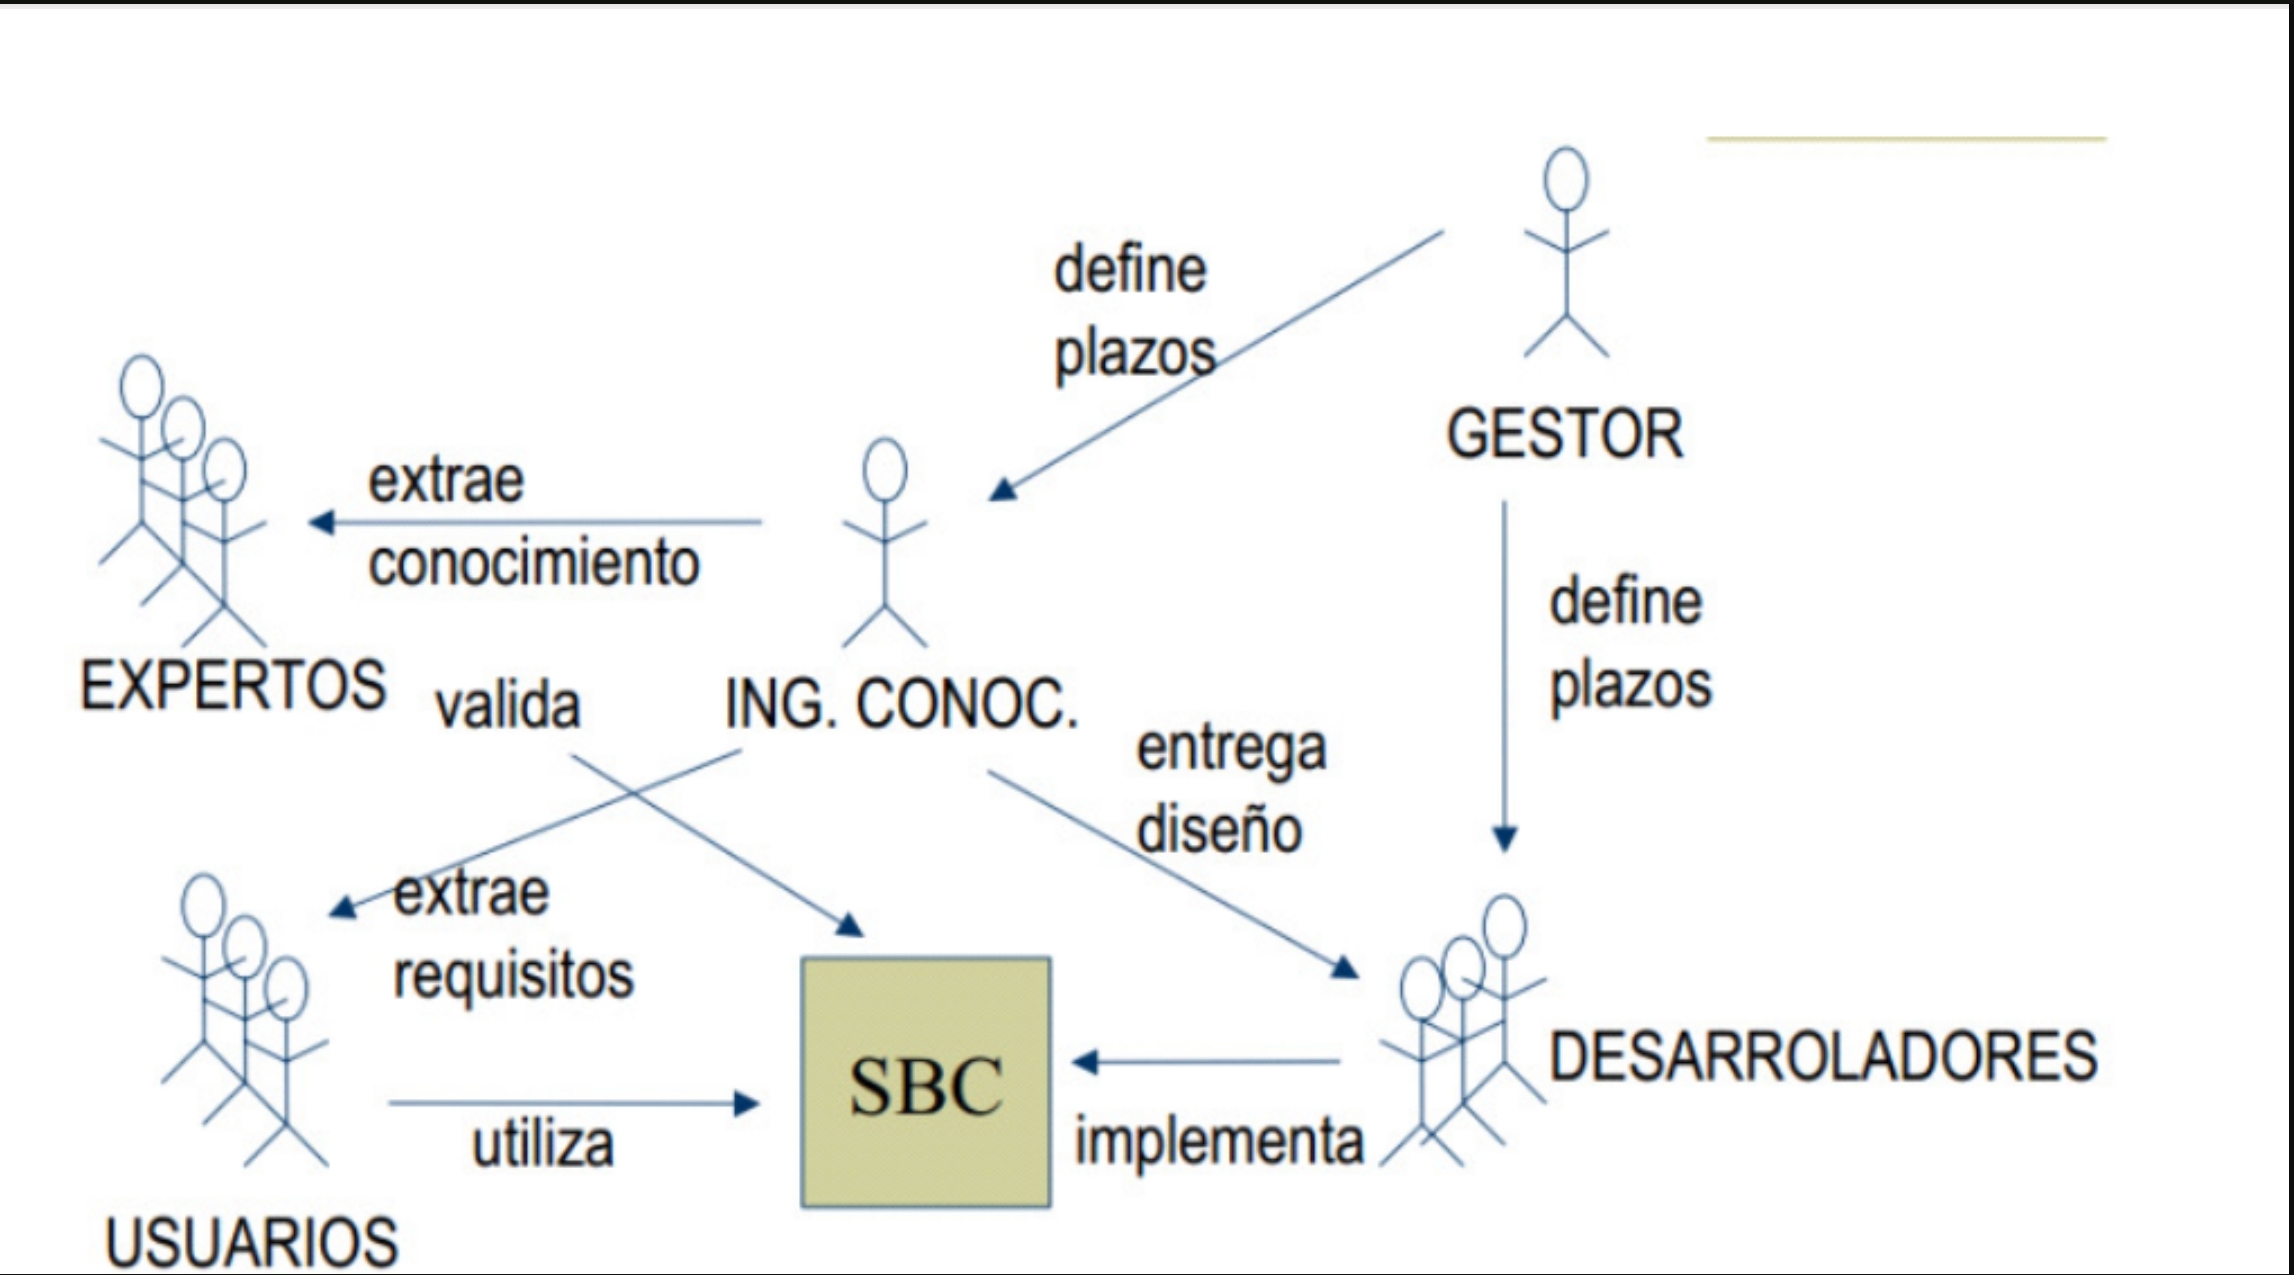 define
plazos
GESTOR
extrae
conocimiento
define
plazos
EXPERTOS
valida
ING. CONOC.
entrega
diseño
extrae
requisitos
SBC
DESARROLADORES
utiliza
implementa
USUARIOS